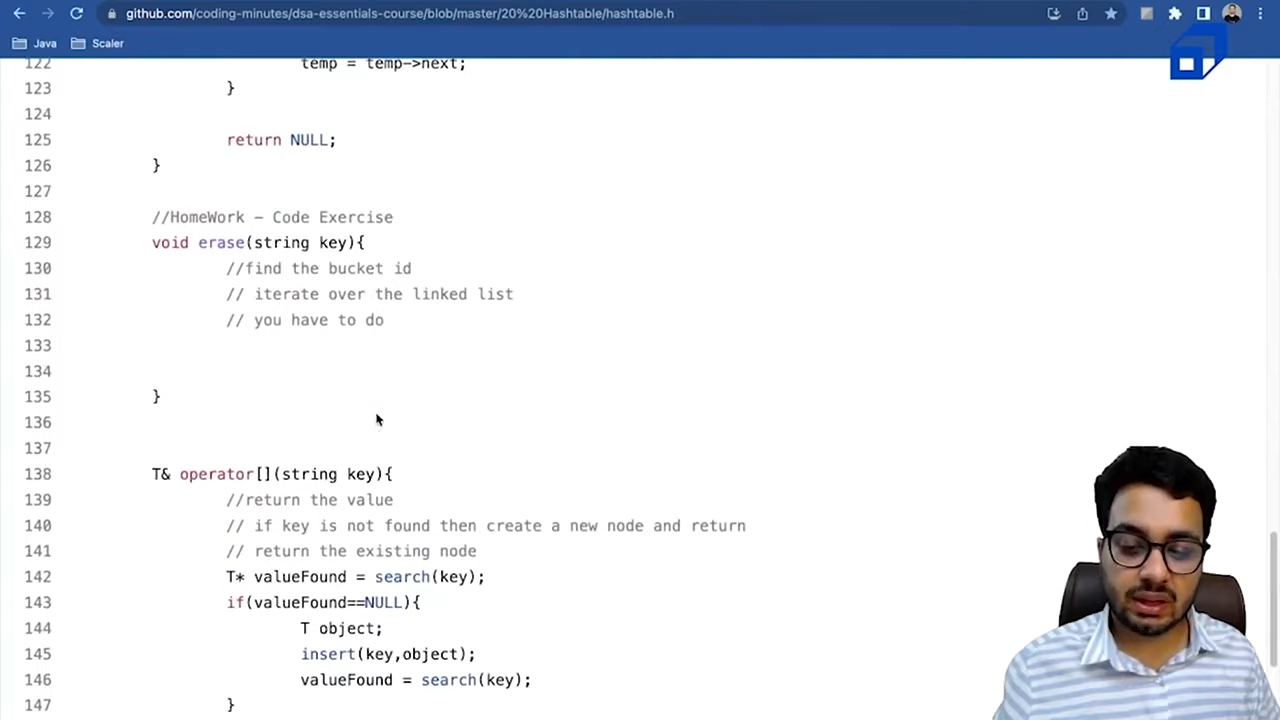 github.com/coding-minutes/dsa-essentials-course/blob/master/20%20Hashtable/hashtable.h
Java Scaler
122 temp = temp->next;
123 }
124
125 return NULL;
126 }
127
128 //HomeWork - Code Exercise
129 void erase(string key){
130 //find the bucket id
131 // iterate over the linked list
132 // you have to do
133
134
135 }
136
137
138 T& operator[](string key){
139 //return the value
140 // if key is not found then create a new node and return
141 // return the existing node
142 T* valueFound = search(key);
143 if(valueFound==NULL){
144 T object;
145 insert(key,object);
146 valueFound = search(key);
147 }